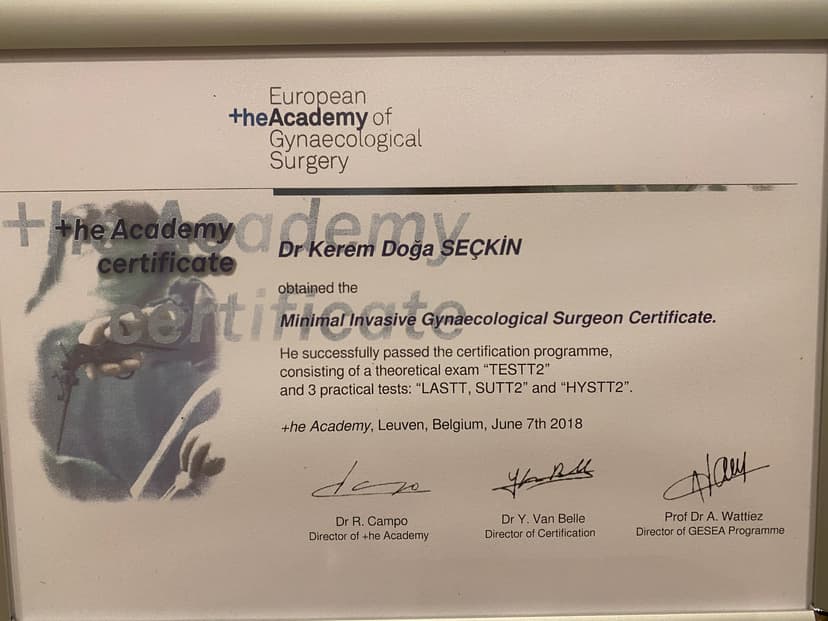 European
+heAcademy of
Gynaecological
Surgery
+he Academy
certificate
+he Academy
certificate
Dr Kerem Doğa SEÇKİN
obtained the
Minimal Invasive Gynaecological Surgeon Certificate.
He successfully passed the certification programme,
consisting of a theoretical exam “TESTT2”
and 3 practical tests: “LASTT, SUTT2” and “HYSTT2”.
+he Academy, Leuven, Belgium, June 7th 2018
Dr R. Campo
Director of +he Academy
Dr Y. Van Belle
Director of Certification
Prof Dr A. Wattiez
Director of GESEA Programme